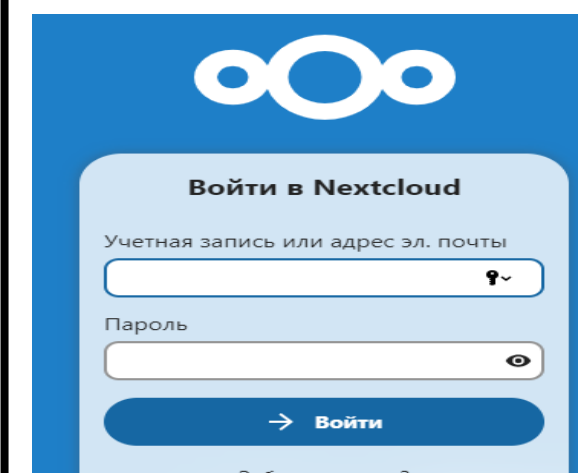 Войти в Nextcloud
Учетная запись или адрес эл. почты
Пароль
→ Войти